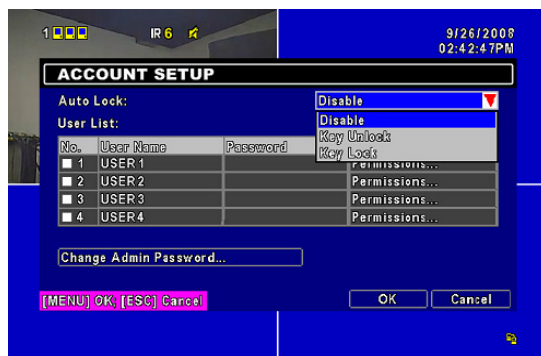 1 IR 6 9/26/2008
02:42:47PM
ACCOUNT SETUP
Auto Lock: Disable
User List: Disable
Key Unlock
Key Lock
No. User Name Password
1 USER1 Permissions...
2 USER2 Permissions...
3 USER3 Permissions...
4 USER4 Permissions...
Change Admin Password...
[MENU] OK; [ESC] Cancel OK Cancel